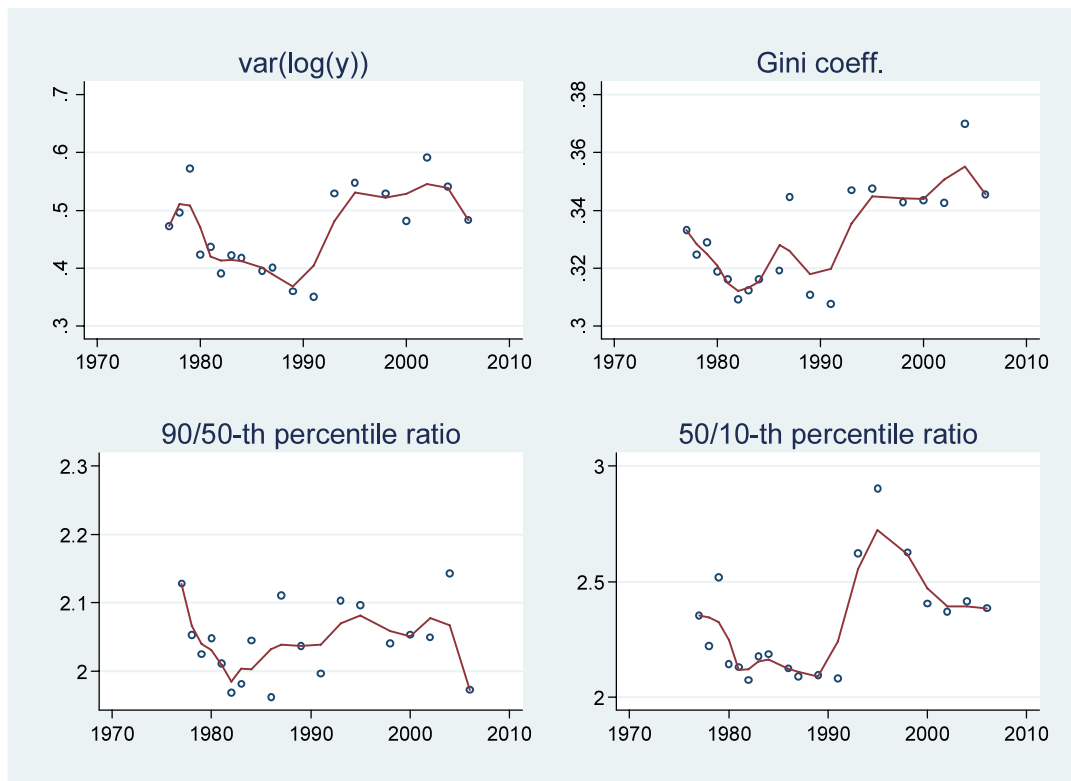 var(log(y))
.7
.6
.5
.4
.3
1970 1980 1990 2000 2010
Gini coeff.
.38
.36
.34
.32
.3
1970 1980 1990 2000 2010
90/50-th percentile ratio
2.3
2.2
2.1
2
1970 1980 1990 2000 2010
50/10-th percentile ratio
3
2.5
2
1970 1980 1990 2000 2010